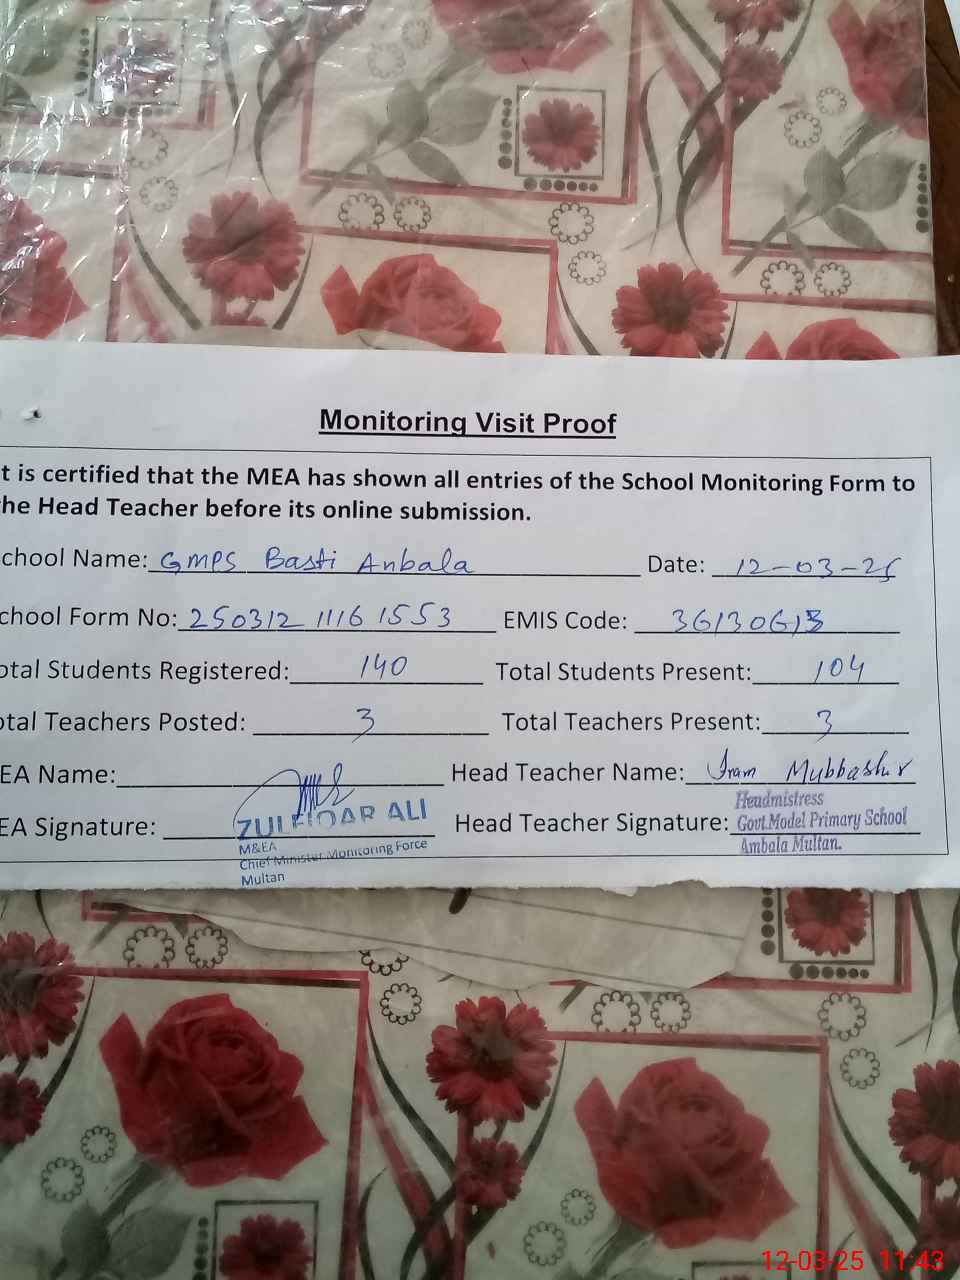 Monitoring Visit Proof
t is certified that the MEA has shown all entries of the School Monitoring Form to
he Head Teacher before its online submission.
chool Name: GMPS Basti Anbala Date: 12-03-25
chool Form No: 250312 1116 1553 EMIS Code: 36130613
otal Students Registered: 140 Total Students Present: 104
otal Teachers Posted: 3 Total Teachers Present: 3
EA Name: Head Teacher Name: Iram Mubbashir
EA Signature: ZULFIQAR ALI Head Teacher Signature:
M&EA
Chief Minister Monitoring Force
Multan
Headmistress
Govt.Model Primary School
Ambala Multan.
12-03-25 11:43